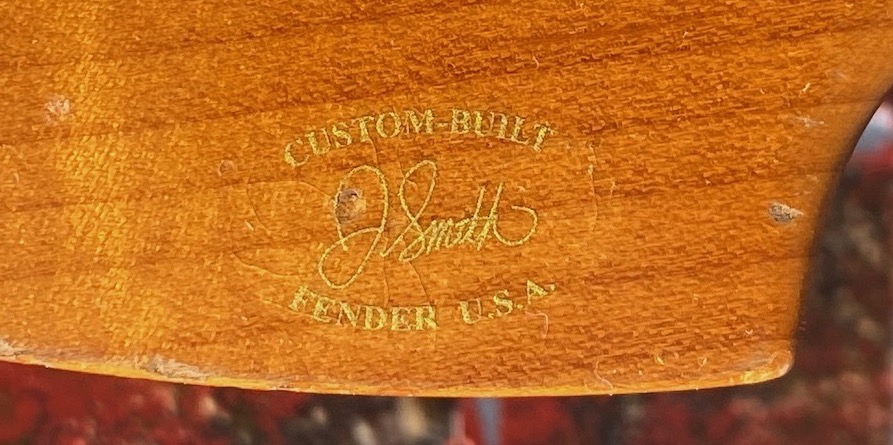 CUSTOM-BUILT
J. Smith
FENDER U.S.A.